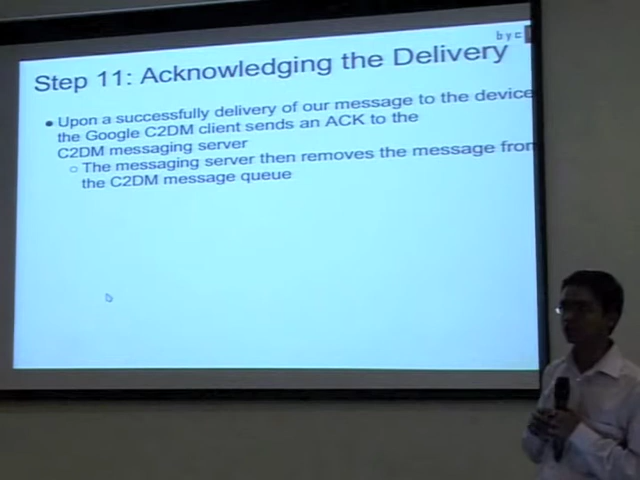 byc
Step 11: Acknowledging the Delivery
● Upon a successfully delivery of our message to the device
the Google C2DM client sends an ACK to the
C2DM messaging server
○ The messaging server then removes the message from
the C2DM message queue